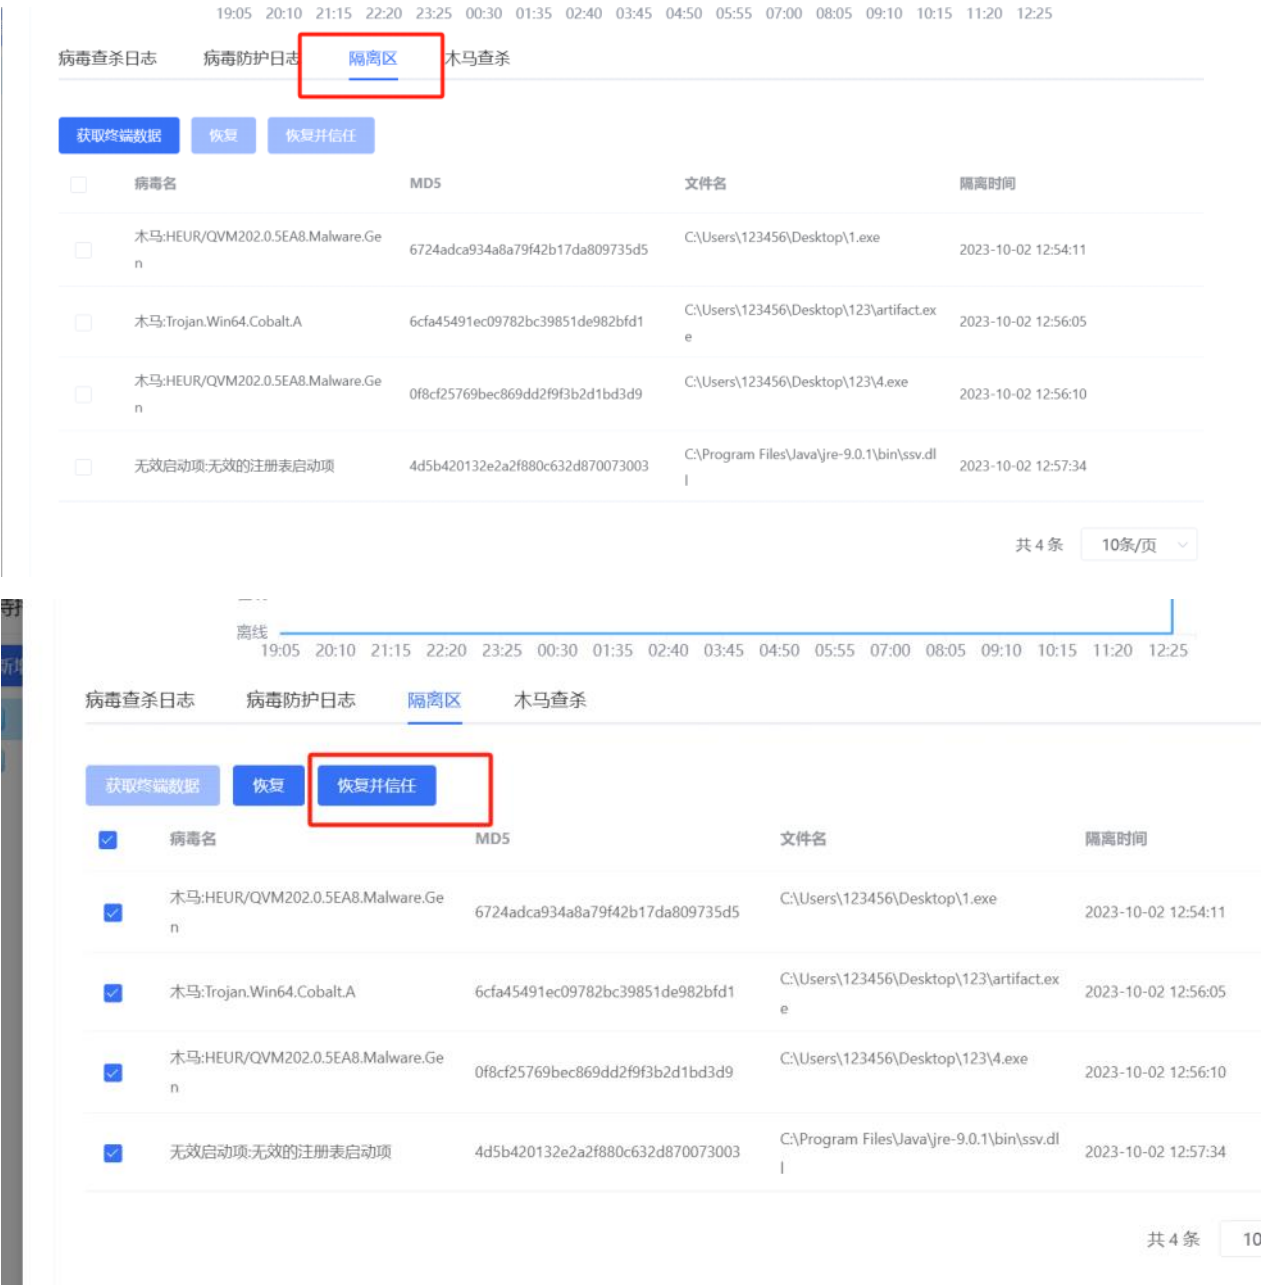 19:05 20:10 21:15 22:20 23:25 00:30 01:35 02:40 03:45 04:50 05:55 07:00 08:05 09:10 10:15 11:20 12:25
病毒查杀日志 病毒防护日志 隔离区 木马查杀
获取终端数据 恢复 恢复并信任
病毒名 MD5 文件名 隔离时间
木马:HEUR/QVM202.0.5EA8.Malware.Ge
n
6724adca934a8a79f42b17da809735d5
C:\Users\123456\Desktop\1.exe
2023-10-02 12:54:11
木马:Trojan.Win64.Cobalt.A
6cfa45491ec09782bc39851de982bfd1
C:\Users\123456\Desktop\123\artifact.ex
e
2023-10-02 12:56:05
木马:HEUR/QVM202.0.5EA8.Malware.Ge
n
0f8cf25769bec869dd2f9f3b2d1bd3d9
C:\Users\123456\Desktop\123\4.exe
2023-10-02 12:56:10
无效启动项:无效的注册表启动项
4d5b420132e2a2f880c632d870073003
C:\Program Files\Java\jre-9.0.1\bin\ssv.dl
l
2023-10-02 12:57:34
共 4 条 10条/页
离线
19:05 20:10 21:15 22:20 23:25 00:30 01:35 02:40 03:45 04:50 05:55 07:00 08:05 09:10 10:15 11:20 12:25
病毒查杀日志 病毒防护日志 隔离区 木马查杀
获取终端数据 恢复 恢复并信任
病毒名 MD5 文件名 隔离时间
木马:HEUR/QVM202.0.5EA8.Malware.Ge
n
6724adca934a8a79f42b17da809735d5
C:\Users\123456\Desktop\1.exe
2023-10-02 12:54:11
木马:Trojan.Win64.Cobalt.A
6cfa45491ec09782bc39851de982bfd1
C:\Users\123456\Desktop\123\artifact.ex
e
2023-10-02 12:56:05
木马:HEUR/QVM202.0.5EA8.Malware.Ge
n
0f8cf25769bec869dd2f9f3b2d1bd3d9
C:\Users\123456\Desktop\123\4.exe
2023-10-02 12:56:10
无效启动项:无效的注册表启动项
4d5b420132e2a2f880c632d870073003
C:\Program Files\Java\jre-9.0.1\bin\ssv.dl
l
2023-10-02 12:57:34
共 4 条 10